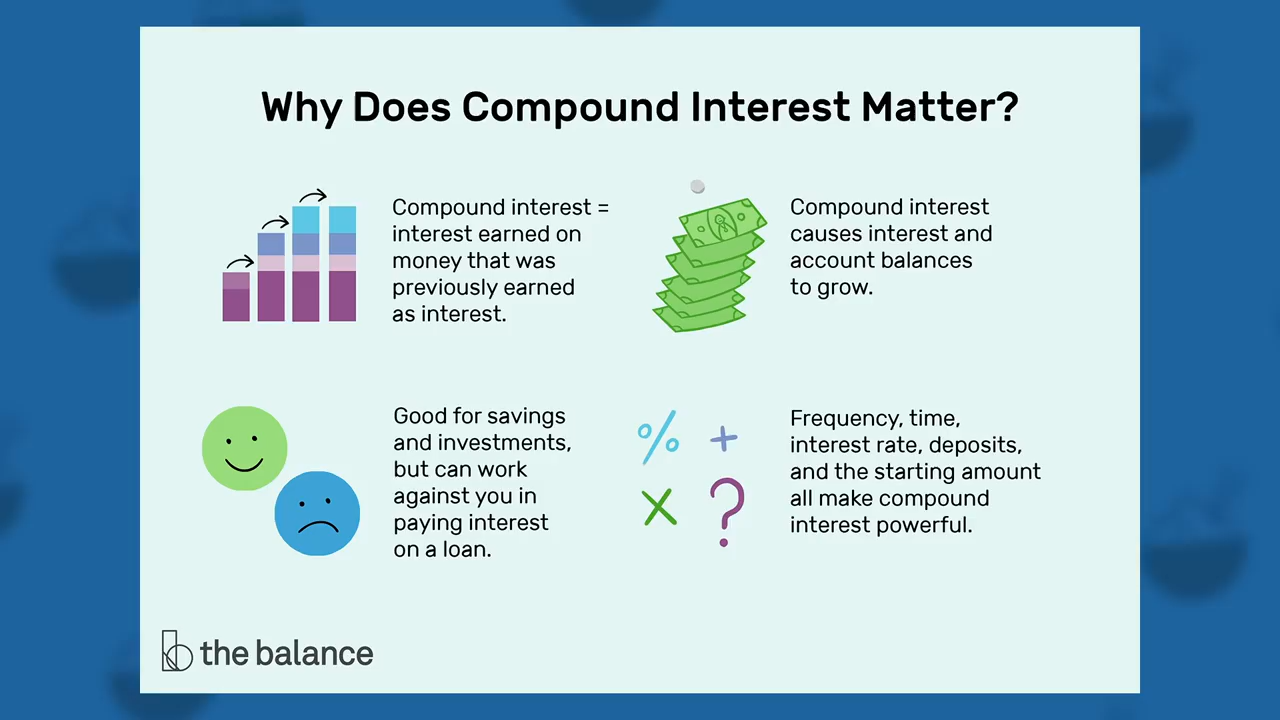 Why Does Compound Interest Matter?
Compound interest =
interest earned on
money that was
previously earned
as interest.
Compound interest
causes interest and
account balances
to grow.
Good for savings
and investments,
but can work
against you in
paying interest
on a loan.
% +
× ?
Frequency, time,
interest rate, deposits,
and the starting amount
all make compound
interest powerful.
the balance